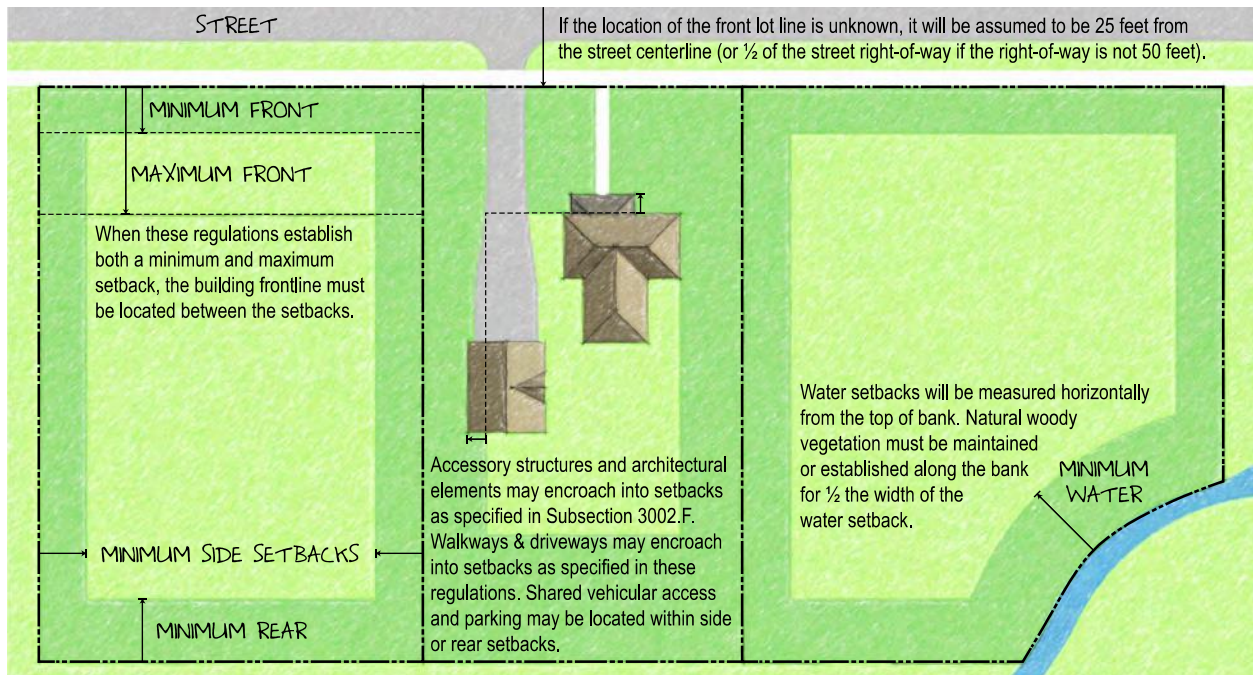 STREET
If the location of the front lot line is unknown, it will be assumed to be 25 feet from
the street centerline (or ½ of the street right-of-way if the right-of-way is not 50 feet).
MINIMUM FRONT
MAXIMUM FRONT
When these regulations establish
both a minimum and maximum
setback, the building frontline must
be located between the setbacks.
MINIMUM SIDE SETBACKS
MINIMUM REAR
Accessory structures and architectural
elements may encroach into setbacks
as specified in Subsection 3002.F.
Walkways & driveways may encroach
into setbacks as specified in these
regulations. Shared vehicular access
and parking may be located within side
or rear setbacks.
Water setbacks will be measured horizontally
from the top of bank. Natural woody
vegetation must be maintained
or established along the bank
for ½ the width of the
water setback.
MINIMUM
WATER